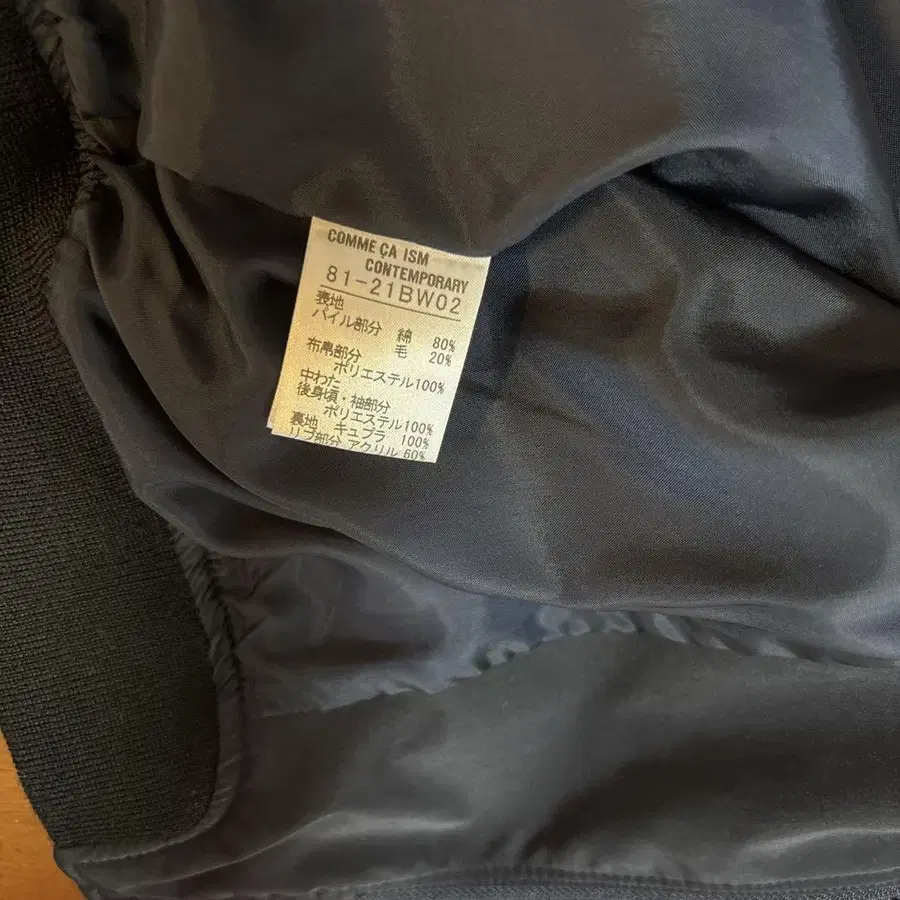 COMME ÇA ISM
CONTEMPORARY
81-21BW02
表地
パイル部分 綿 80%
毛 20%
布帛部分
ポリエステル100%
中わた
後身頃・袖部分
ポリエステル100%
裏地 キュプラ 100%
リブ部分 アクリル 60%